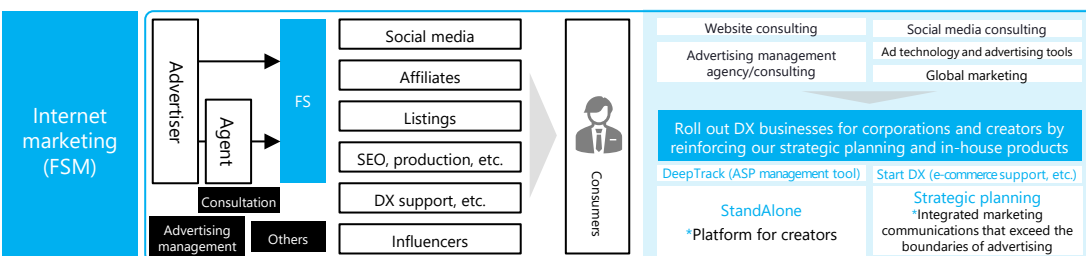 Internet
marketing
(FSM)
Advertiser
Agent
FS
Consultation
Advertising
management
Others
Social media
Affiliates
Listings
SEO, production, etc.
DX support, etc.
Influencers
Consumers
Website consulting
Social media consulting
Advertising management
agency/consulting
Ad technology and advertising tools
Global marketing
Roll out DX businesses for corporations and creators by
reinforcing our strategic planning and in-house products
DeepTrack (ASP management tool)
Start DX (e-commerce support, etc.)
StandAlone
*Platform for creators
Strategic planning
*Integrated marketing
communications that exceed the
boundaries of advertising